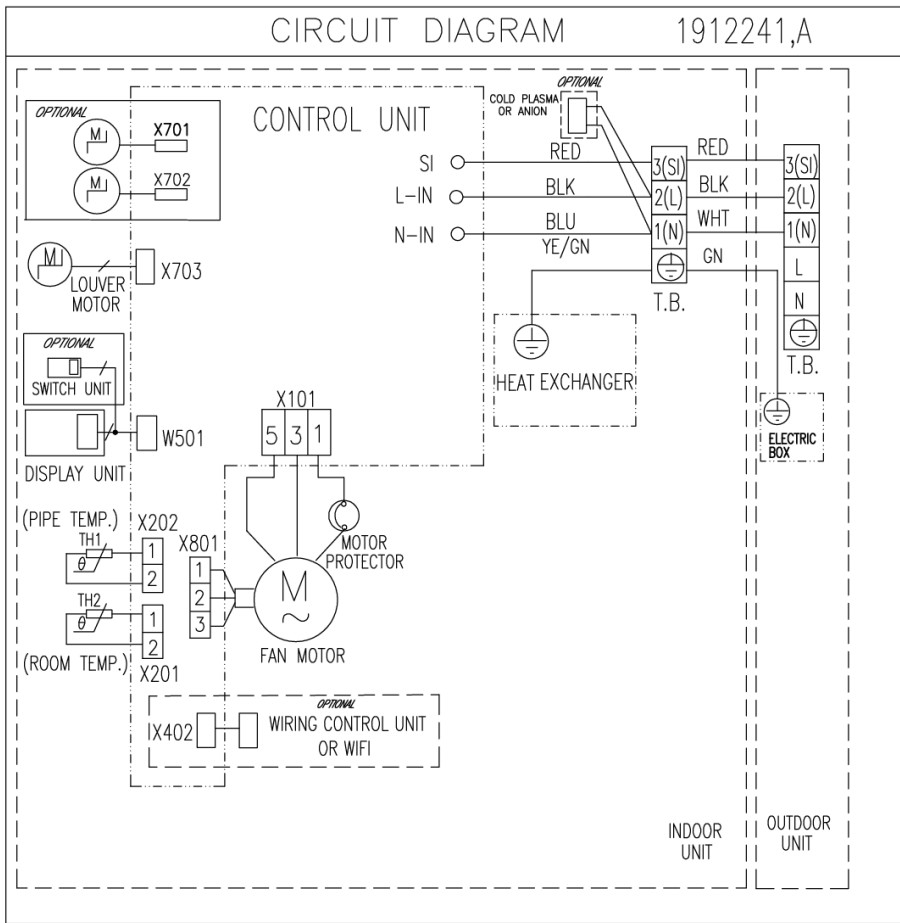 CIRCUIT DIAGRAM 1912241,A
OPTIONAL
M
X701
M
X702
CONTROL UNIT
OPTIONAL
COLD PLASMA
OR ANION
SI
RED
3(SI)
RED
3(SI)
L-IN
BLK
2(L)
BLK
2(L)
N-IN
BLU
YE/GN
1(N)
WHT
1(N)
GN
L
N
T.B.
T.B.
M
LOUVER
MOTOR
X703
OPTIONAL
SWITCH UNIT
DISPLAY UNIT
W501
HEAT EXCHANGER
ELECTRIC
BOX
X101
5 3 1
MOTOR
PROTECTOR
(PIPE TEMP.)
TH1
θ
X202
1
2
TH2
θ
1
2
(ROOM TEMP.)
X201
X801
1
2
3
M
~
FAN MOTOR
X402
OPTIONAL
WIRING CONTROL UNIT
OR WIFI
INDOOR
UNIT
OUTDOOR
UNIT